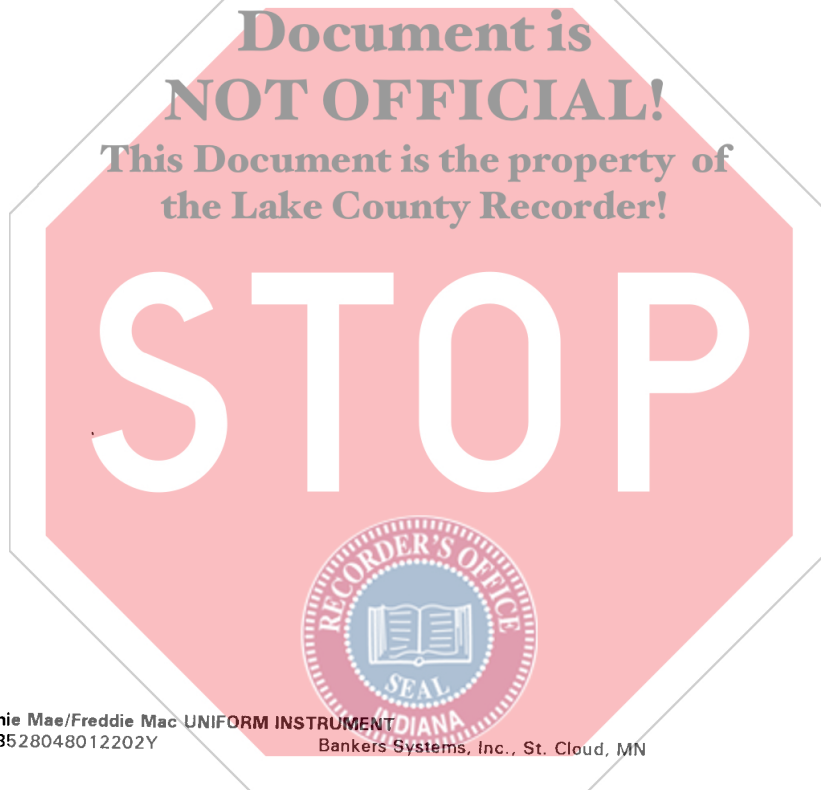 Document is
NOT OFFICIAL!
This Document is the property of
the Lake County Recorder!
STOP
RECORDER'S OFFICE
SEAL
INDIANA
Mae/Freddie Mac UNIFORM INSTRUMENT
3528048012202Y
Bankers Systems, Inc., St. Cloud, MN